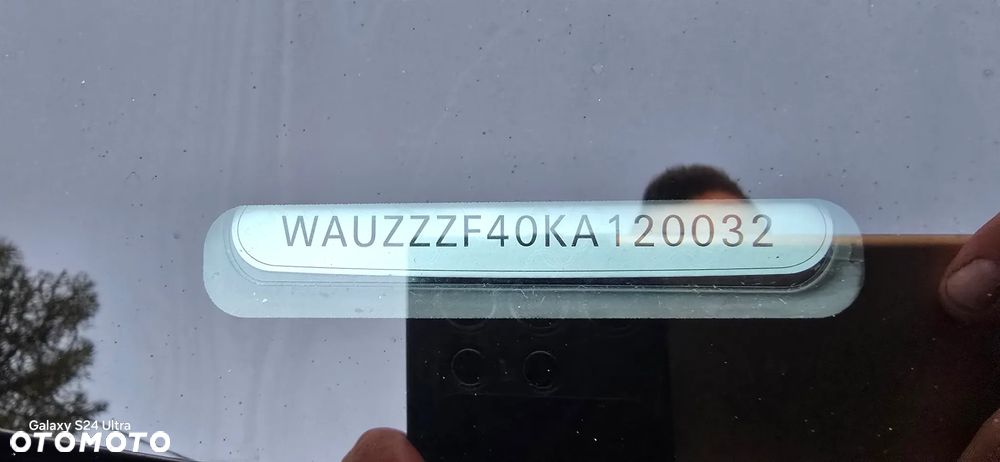 WAUZZZF40KA120032
Galaxy S24 Ultra
OTOMOTO